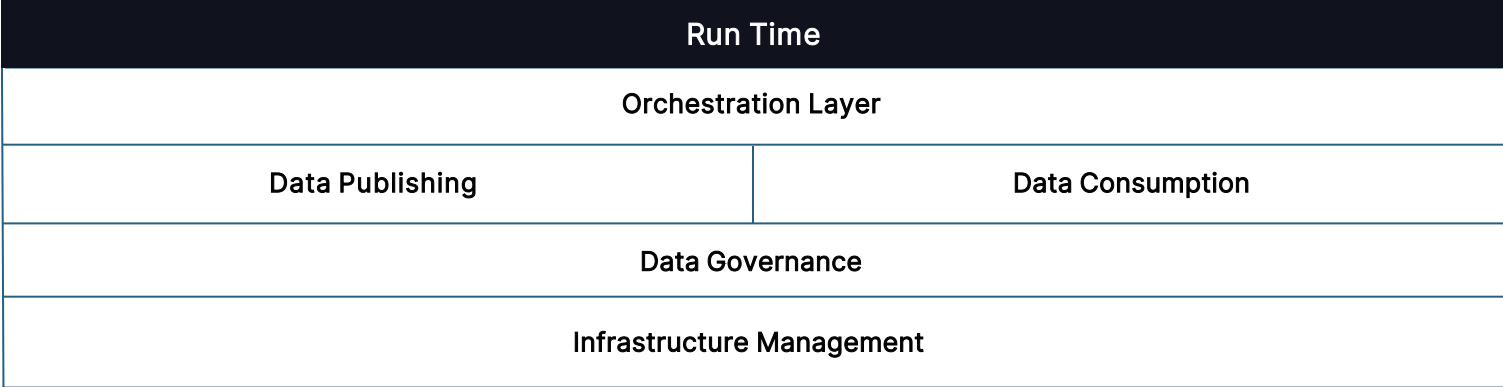 Run Time
Orchestration Layer
Data Publishing
Data Consumption
Data Governance
Infrastructure Management